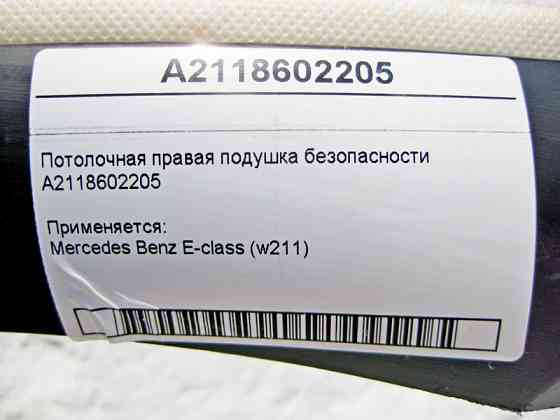 A2118602205
Потолочная правая подушка безопасности
A2118602205
Применяется:
Mercedes Benz E-class (w211)